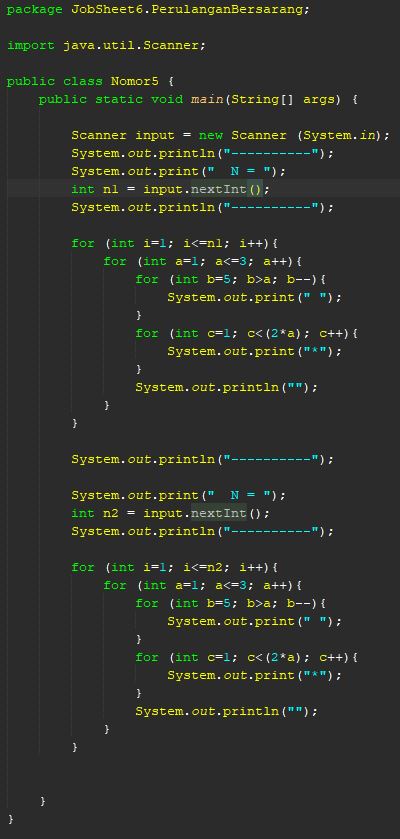 package JobSheet6.PerulanganBersarang;
import java.util.Scanner;
public class Nomor5 {
public static void main(String[] args) {
Scanner input = new Scanner (System.in);
System.out.println("----------");
System.out.print("  N = ");
int n1 = input.nextInt();
System.out.println("----------");
for (int i=1; i<=n1; i++){
for (int a=1; a<=3; a++){
for (int b=5; b>a; b--){
System.out.print(" ");
}
for (int c=1; c<(2*a); c++){
System.out.print("*");
}
System.out.println("");
}
}
System.out.println("----------");
System.out.print("  N = ");
int n2 = input.nextInt();
System.out.println("----------");
for (int i=1; i<=n2; i++){
for (int a=1; a<=3; a++){
for (int b=5; b>a; b--){
System.out.print(" ");
}
for (int c=1; c<(2*a); c++){
System.out.print("*");
}
System.out.println("");
}
}
}
}